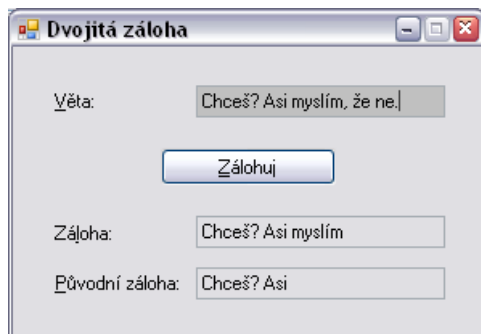 Dvojitá záloha
Věta: Chceš? Asi myslím, že ne.
Zálohuj
Záloha: Chceš? Asi myslím
Původní záloha: Chceš? Asi